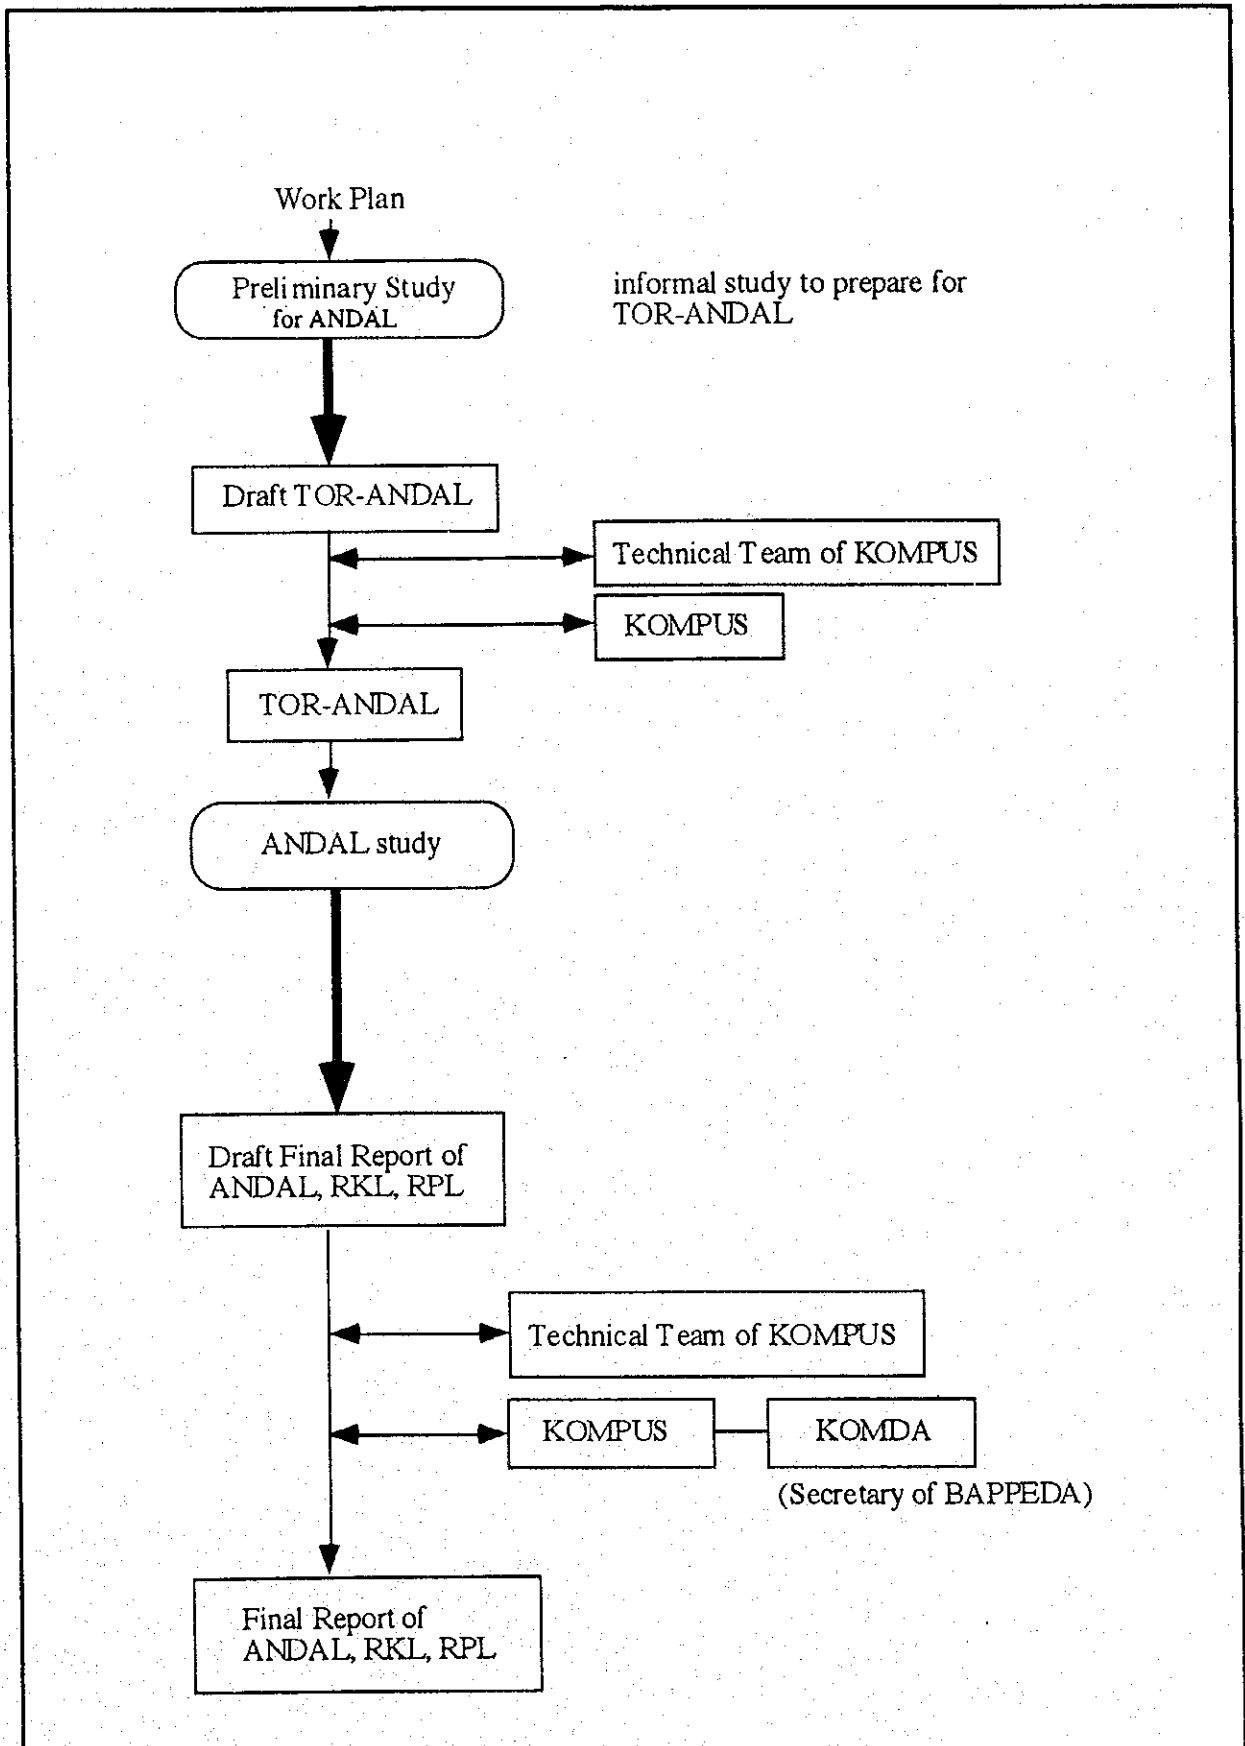 Work Plan
Preliminary Study
for ANDAL
informal study to prepare for
TOR-ANDAL
Draft TOR-ANDAL
Technical Team of KOMPUS
KOMPUS
TOR-ANDAL
ANDAL study
Draft Final Report of
ANDAL, RKL, RPL
Technical Team of KOMPUS
KOMPUS
KOMDA
(Secretary of BAPPEDA)
Final Report of
ANDAL, RKL, RPL